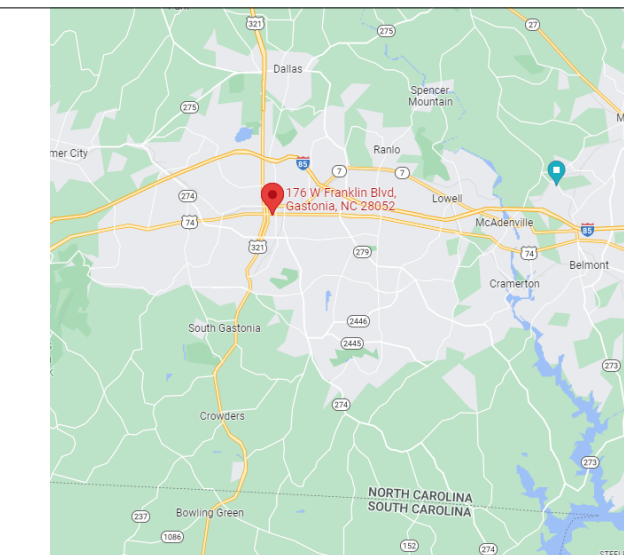 321
27
275
Dallas
Spencer
Mountain
275
Ranlo
mer City
85
7
7
274
176 W Franklin Blvd,
Gastonia, NC 28052
Lowell
74
McAdenville
85
321
279
74
Belmont
Cramerton
2446
South Gastonia
2445
273
274
Crowders
273
NORTH CAROLINA
SOUTH CAROLINA
237
Bowling Green
1086
152
274